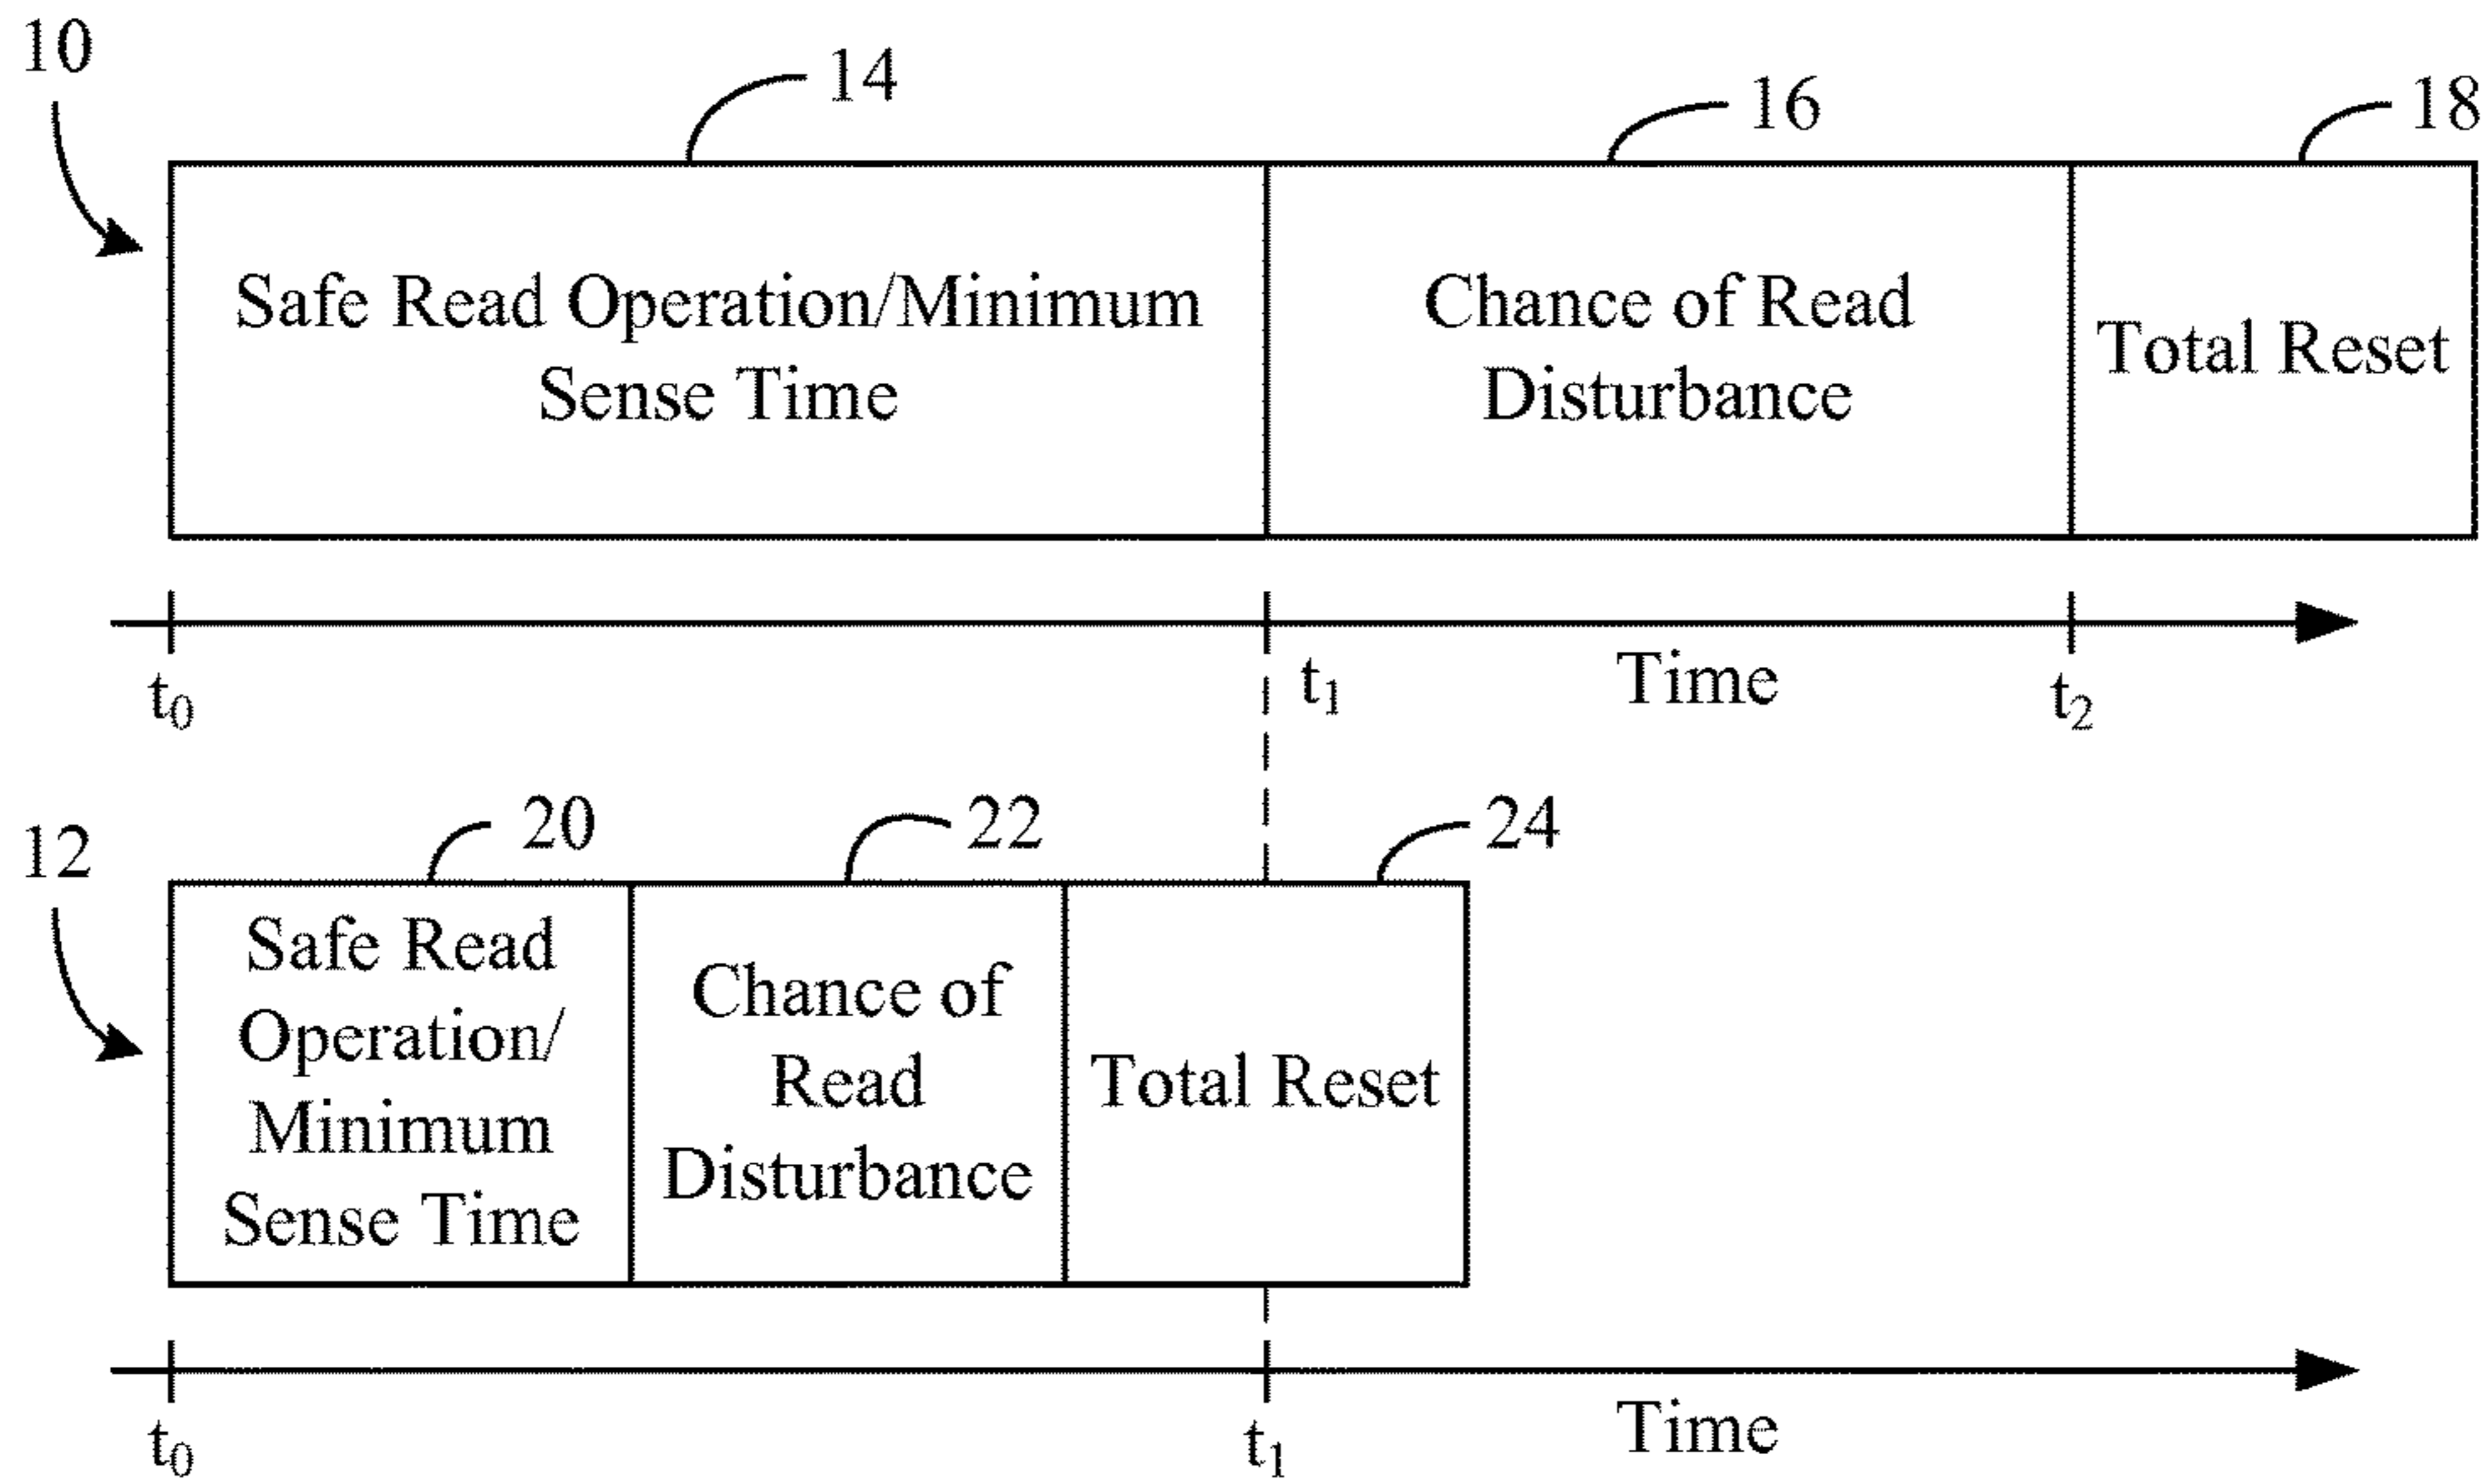 10
14
16
18
Safe Read Operation/Minimum
Sense Time
Chance of Read
Disturbance
Total Reset
t0
t1
Time
t2
12
20
22
24
Safe Read
Operation/
Minimum
Sense Time
Chance of
Read
Disturbance
Total Reset
t0
t1
Time